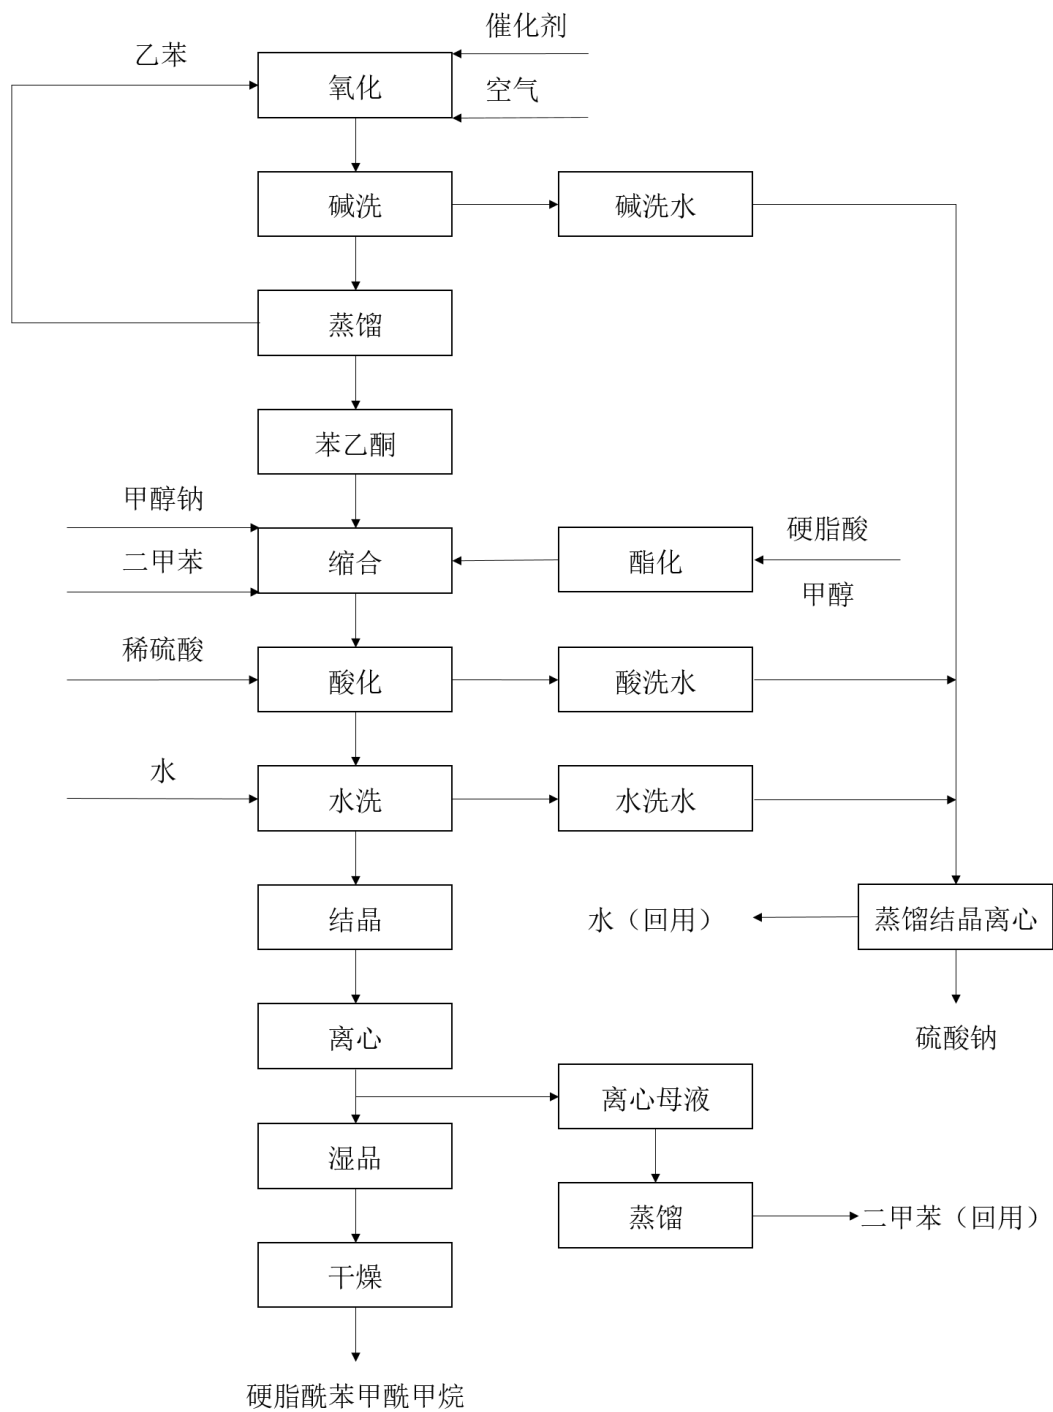 催化剂
乙苯
氧化
空气
碱洗
碱洗水
蒸馏
苯乙酮
甲醇钠
硬脂酸
二甲苯
缩合
酯化
甲醇
稀硫酸
酸化
酸洗水
水
水洗
水洗水
结晶
水（回用）
蒸馏结晶离心
离心
硫酸钠
离心母液
湿品
蒸馏
二甲苯（回用）
干燥
硬脂酰苯甲酰甲烷